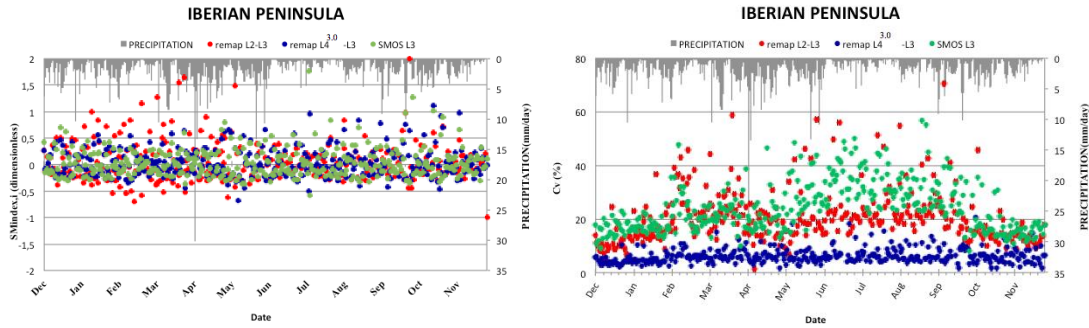 IBERIAN PENINSULA
PRECIPITATION remap L2-L3 remap L4 3.0 -L3 SMOS L3
2
1,5
1
0,5
0
-0,5
-1
-1,5
-2
SMindex,i (dimensionless)
0
5
10
15
20
25
30
35
PRECIPITATION(mm/day)
Dec Jan Feb Mar Apr May Jun Jul Aug Sep Oct Nov
Date
IBERIAN PENINSULA
PRECIPITATION remap L2-L3 remap L4 3.0 -L3 SMOS L3
80
60
40
20
0
Cv (%)
0
5
10
15
20
25
30
35
PRECIPITATION(mm/day)
Dec Jan Feb Mar Apr May Jun Jul Aug Sep Oct Nov
Date